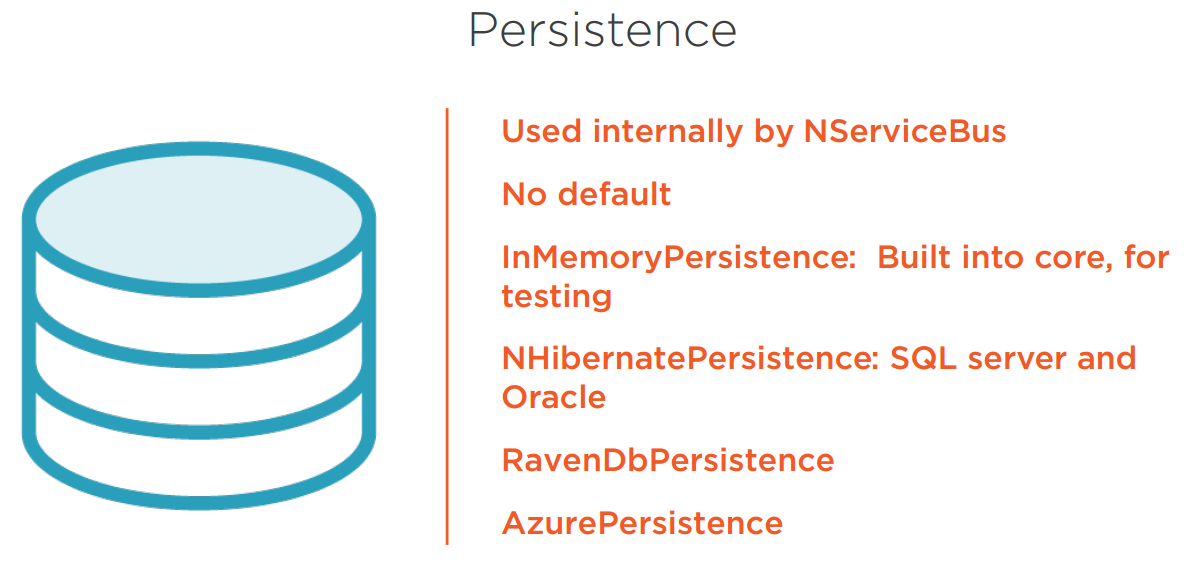 Persistence
Used internally by NServiceBus
No default
InMemoryPersistence:  Built into core, for
testing
NHibernatePersistence: SQL server and
Oracle
RavenDbPersistence
AzurePersistence